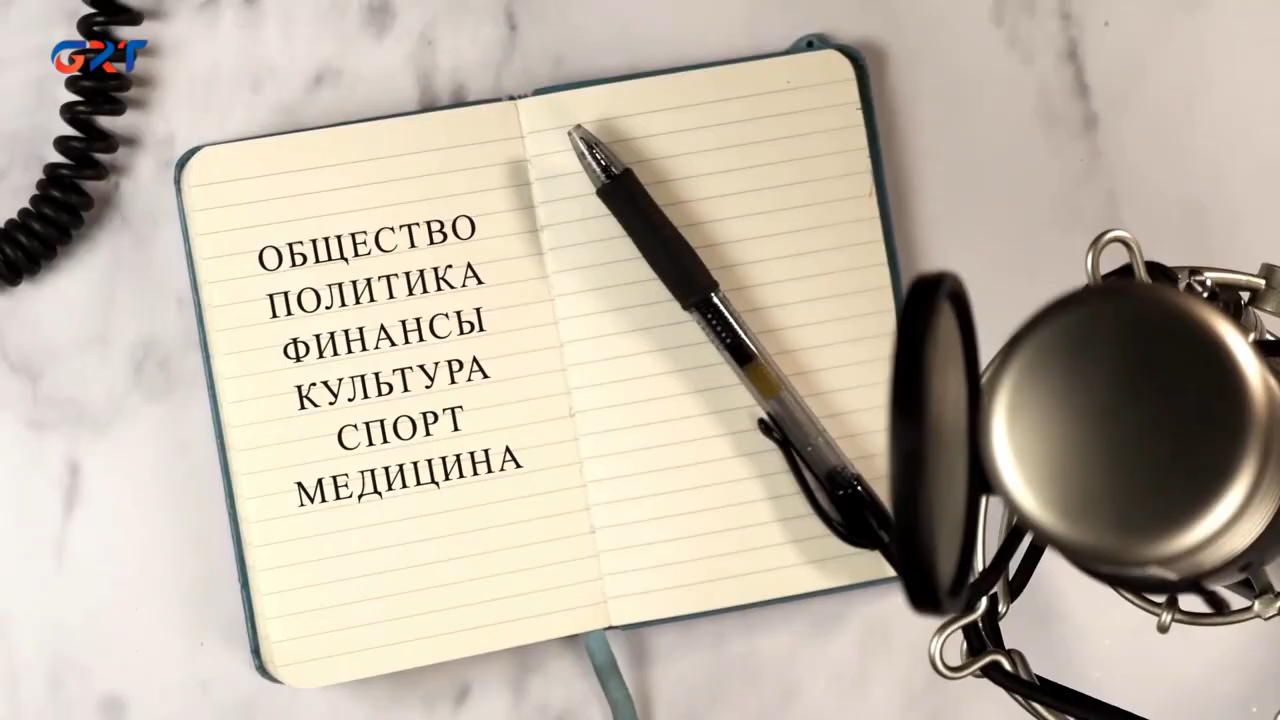 GRT
ОБЩЕСТВО
ПОЛИТИКА
ФИНАНСЫ
КУЛЬТУРА
СПОРТ
МЕДИЦИНА